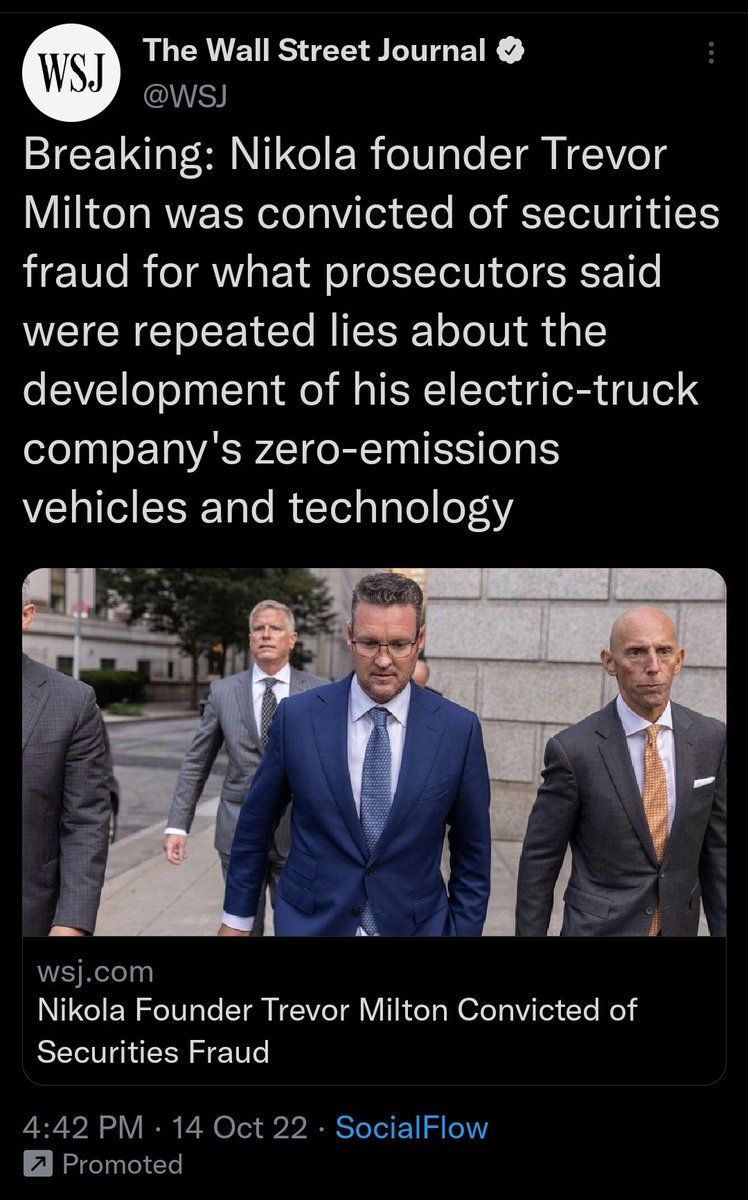 WSJ
The Wall Street Journal
@WSJ
Breaking: Nikola founder Trevor
Milton was convicted of securities
fraud for what prosecutors said
were repeated lies about the
development of his electric-truck
company's zero-emissions
vehicles and technology
wsj.com
Nikola Founder Trevor Milton Convicted of
Securities Fraud
4:42 PM · 14 Oct 22 · SocialFlow
Promoted